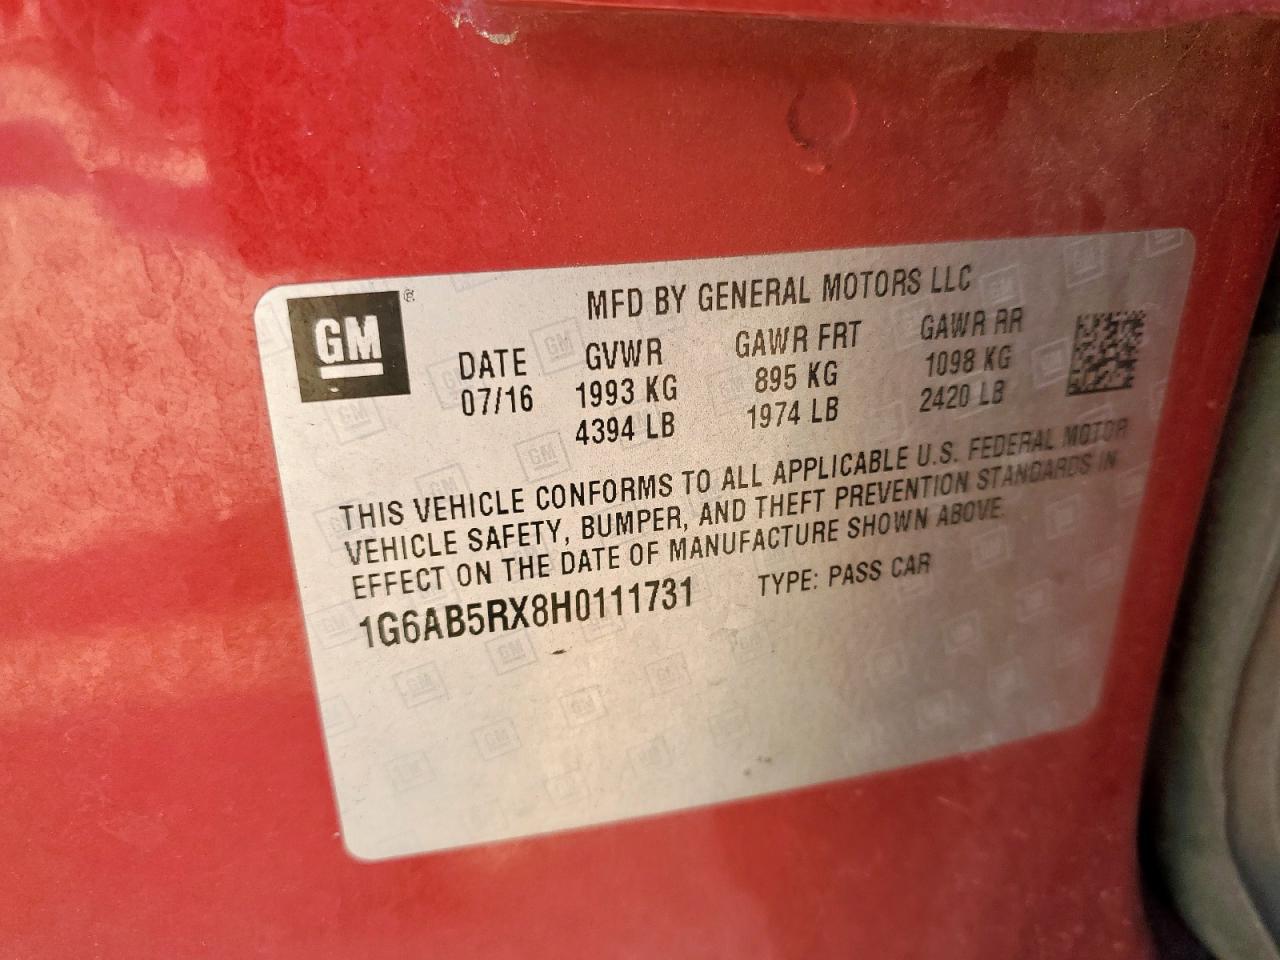 GM
®
MFD BY GENERAL MOTORS LLC
DATE GVWR GAWR FRT GAWR RR
07/16 1993 KG 895 KG 1098 KG
4394 LB 1974 LB 2420 LB
THIS VEHICLE CONFORMS TO ALL APPLICABLE U.S. FEDERAL MOTOR
VEHICLE SAFETY, BUMPER, AND THEFT PREVENTION STANDARDS IN
EFFECT ON THE DATE OF MANUFACTURE SHOWN ABOVE.
1G6AB5RX8H0111731 TYPE: PASS CAR